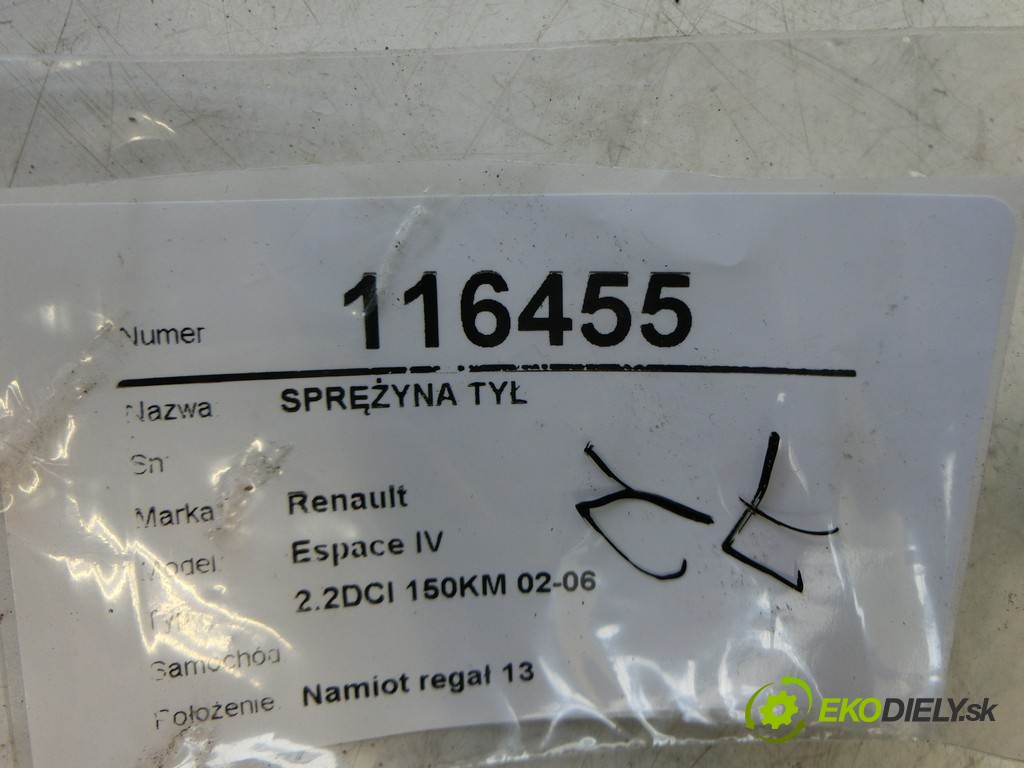 Numer 116455
Nazwa SPRĘŻYNA TYŁ
Sn
Marka Renault
Model Espace IV
Typ 2.2DCI 150KM 02-06
Samochód
Położenie Namiot regał 13
EKODIELY.sk